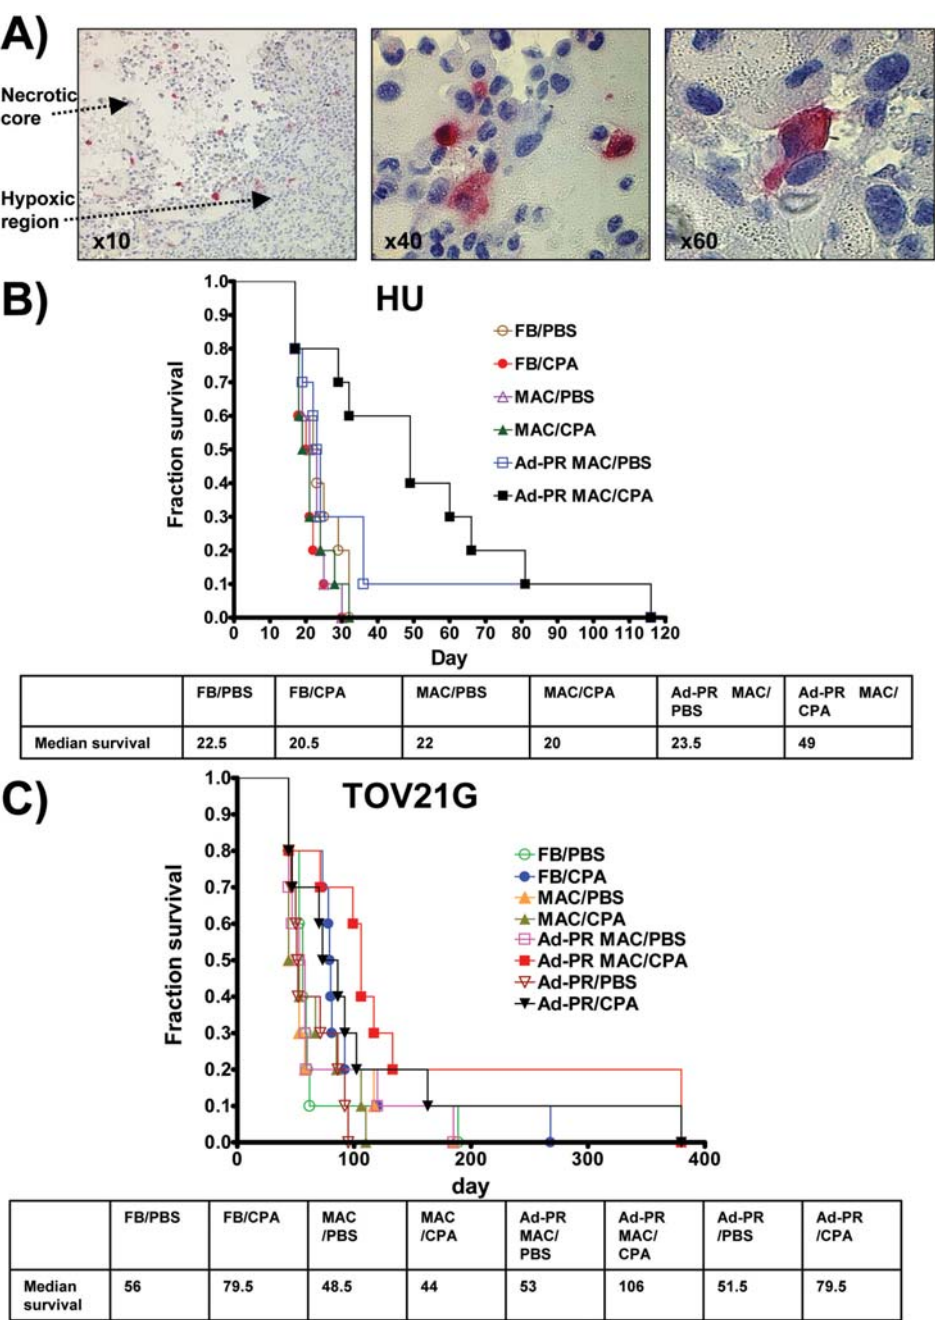 A)
Necrotic
core
Hypoxic
region
x10
x40
x60
B)
HU
1.0
0.9
0.8
0.7
0.6
0.5
0.4
0.3
0.2
0.1
0.0
Fraction survival
0 10 20 30 40 50 60 70 80 90 100 110 120
Day
FB/PBS
FB/CPA
MAC/PBS
MAC/CPA
Ad-PR MAC/PBS
Ad-PR MAC/CPA
FB/PBS FB/CPA MAC/PBS MAC/CPA Ad-PR MAC/ Ad-PR MAC/
PBS CPA
Median survival 22.5 20.5 22 20 23.5 49
C)
TOV21G
1.0
0.9
0.8
0.7
0.6
0.5
0.4
0.3
0.2
0.1
0.0
Fraction survival
0 100 200 300 400
day
FB/PBS
FB/CPA
MAC/PBS
MAC/CPA
Ad-PR MAC/PBS
Ad-PR MAC/CPA
Ad-PR/PBS
Ad-PR/CPA
FB/PBS FB/CPA MAC MAC Ad-PR Ad-PR Ad-PR Ad-PR
/PBS /CPA MAC/ MAC/ /PBS /CPA
PBS CPA
Median 56 79.5 48.5 44 53 106 51.5 79.5
survival